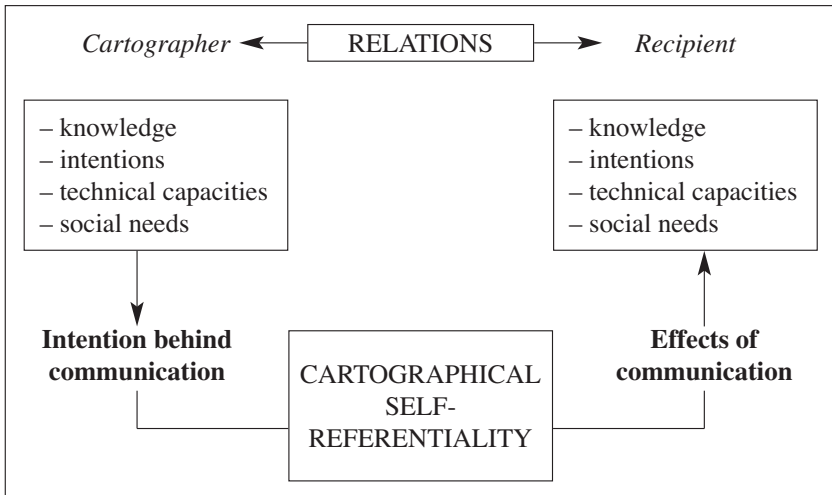 Cartographer RELATIONS Recipient
– knowledge
– intentions
– technical capacities
– social needs
– knowledge
– intentions
– technical capacities
– social needs
Intention behind
communication
CARTOGRAPHICAL
SELF-
REFERENTIALITY
Effects of
communication